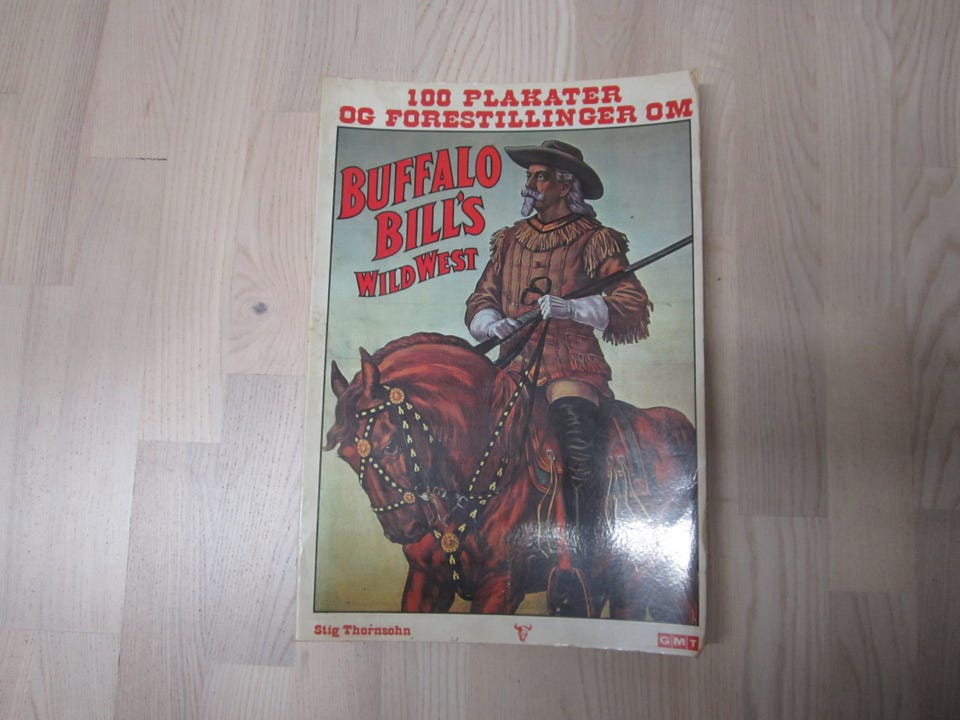 100 PLAKATER
OG FORESTILLINGER OM
BUFFALO
BILL'S
WILD WEST
Stig Thornsohn
GMT